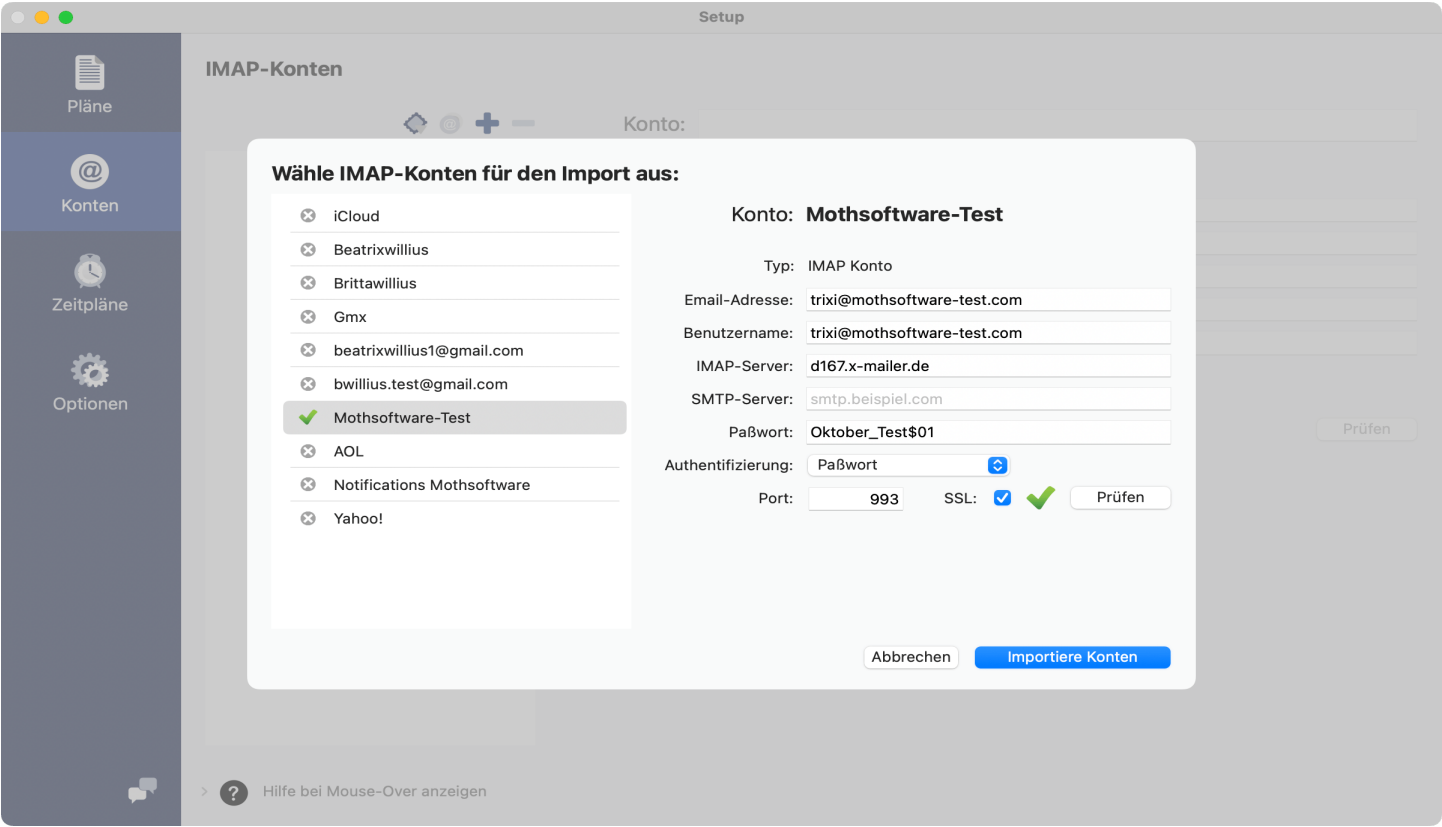 Setup
Pläne
Konten
Zeitpläne
Optionen
IMAP-Konten
Konto:
Wähle IMAP-Konten für den Import aus:
iCloud
Beatrixwillius
Brittawillius
Gmx
beatrixwillius1@gmail.com
bwillius.test@gmail.com
Mothsoftware-Test
AOL
Notifications Mothsoftware
Yahoo!
Konto: Mothsoftware-Test
Typ: IMAP Konto
Email-Adresse: trixi@mothsoftware-test.com
Benutzername: trixi@mothsoftware-test.com
IMAP-Server: d167.x-mailer.de
SMTP-Server: smtp.beispiel.com
Paßwort: Oktober_Test$01
Authentifizierung: Paßwort
Port: 993 SSL: Prüfen
Abbrechen Importiere Konten
Prüfen
? Hilfe bei Mouse-Over anzeigen